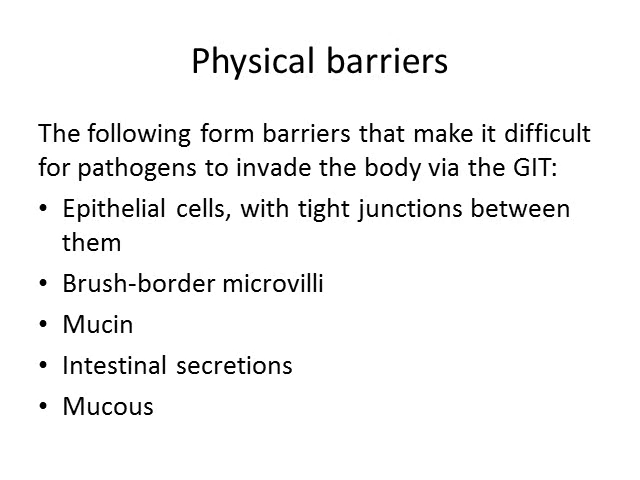 Physical barriers
The following form barriers that make it difficult
for pathogens to invade the body via the GIT:
• Epithelial cells, with tight junctions between
them
• Brush-border microvilli
• Mucin
• Intestinal secretions
• Mucous